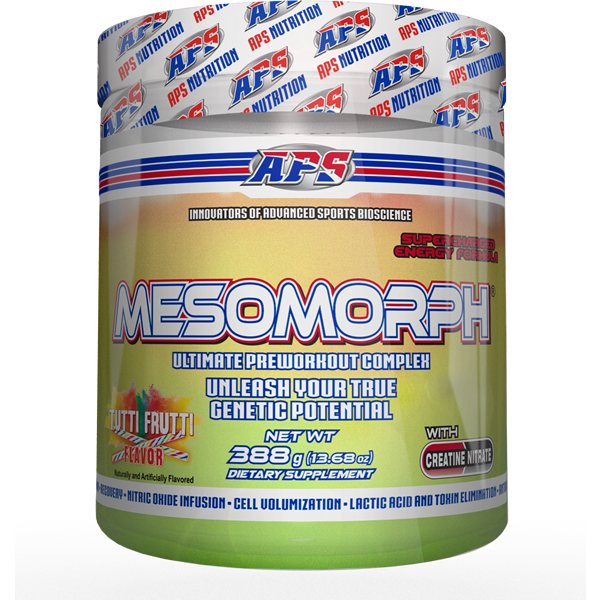 APS NUTRITION
APS
INNOVATORS OF ADVANCED SPORTS BIOSCIENCE
SUPERCHARGED
ENERGY FORMULA
MESOMORPH®
ULTIMATE PREWORKOUT COMPLEX
UNLEASH YOUR TRUE
GENETIC POTENTIAL
NET WT
388 g (13.68 oz)
DIETARY SUPPLEMENT
TUTTI FRUTTI
FLAVOR
Naturally and Artificially Flavored
WITH
CREATINE NITRATE
RECOVERY • NITRIC OXIDE INFUSION • CELL VOLUMIZATION • LACTIC ACID AND TOXIN ELIMINATION •